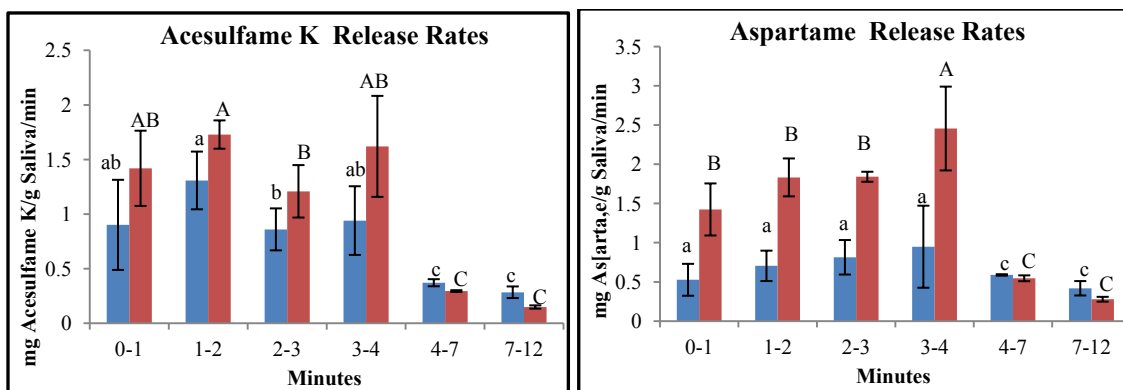 Acesulfame K Release Rates
mg Acesulfame K/g Saliva/min
2.5
2
1.5
1
0.5
0
ab
AB
a
A
b
B
ab
AB
c
C
c
C
0-1
1-2
2-3
3-4
4-7
7-12
Minutes
Aspartame Release Rates
mg As[arta,e/g Saliva/min
3.5
3
2.5
2
1.5
1
0.5
0
a
B
a
B
a
B
a
A
c
C
c
C
0-1
1-2
2-3
3-4
4-7
7-12
Minutes